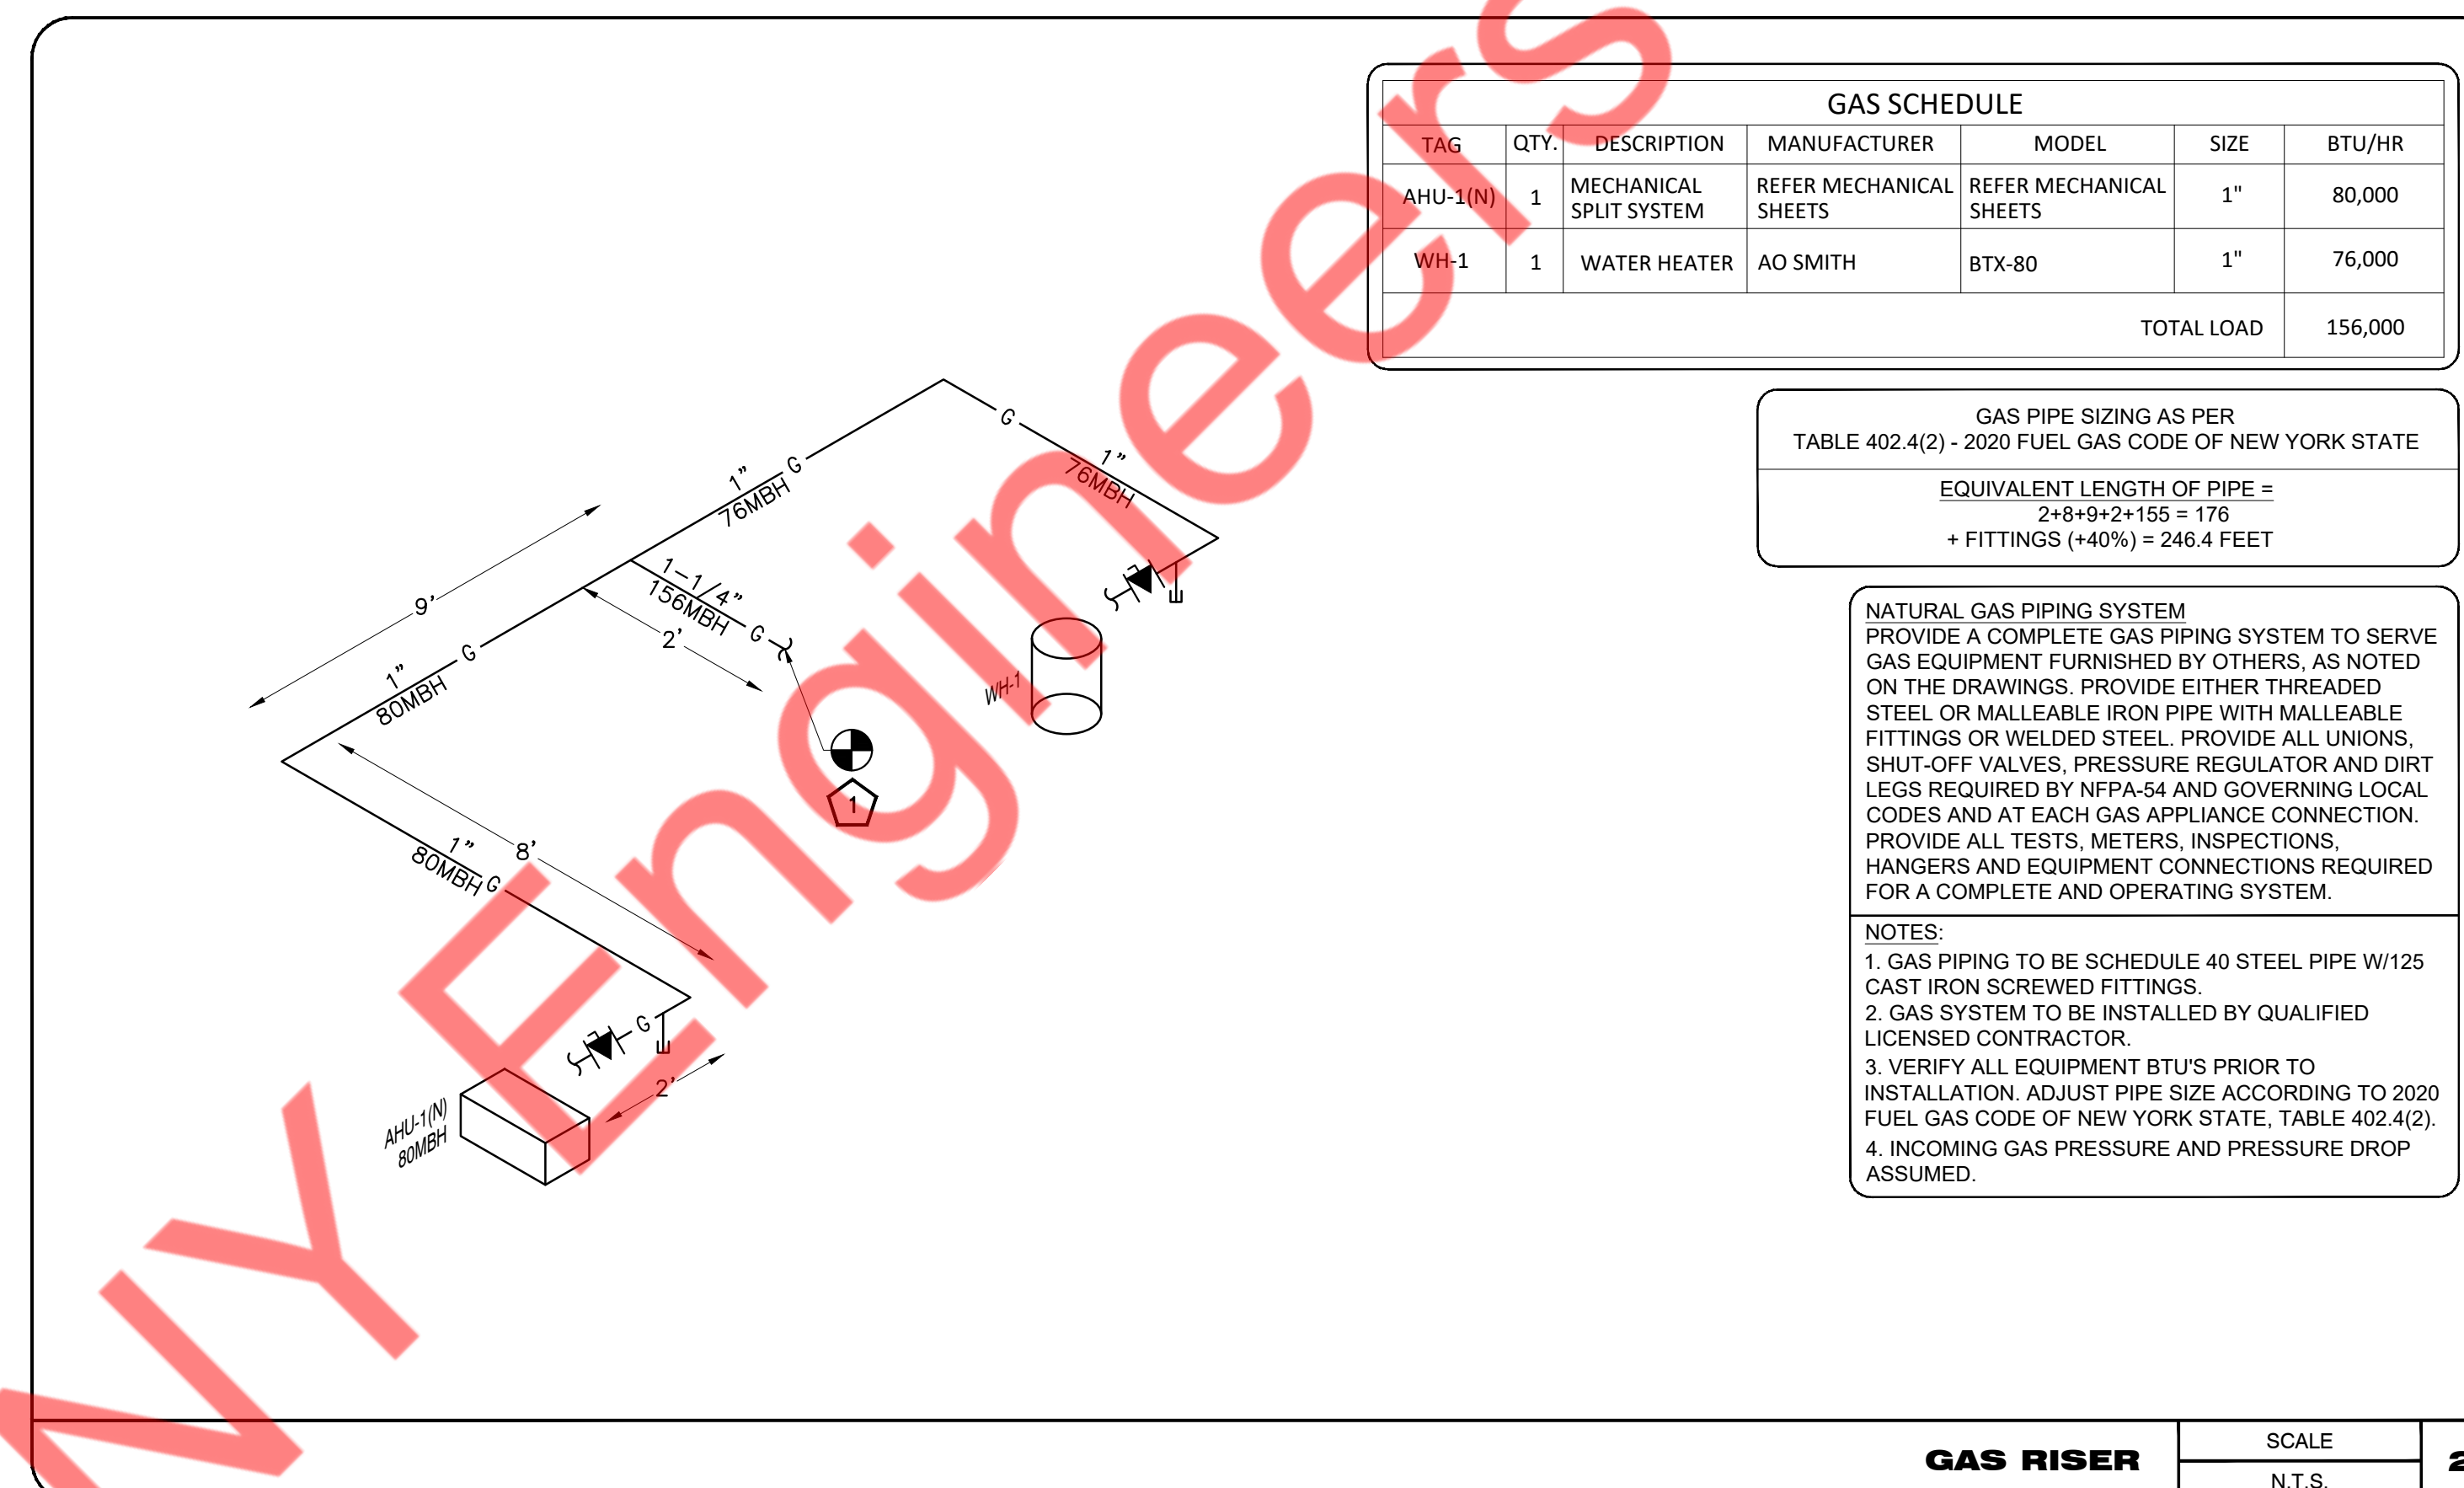 GAS SCHEDULE
TAG QTY. DESCRIPTION MANUFACTURER MODEL SIZE BTU/HR
AHU-1(N) 1 MECHANICAL SPLIT SYSTEM REFER MECHANICAL SHEETS REFER MECHANICAL SHEETS 1" 80,000
WH-1 1 WATER HEATER AO SMITH BTX-80 1" 76,000
TOTAL LOAD 156,000
GAS PIPE SIZING AS PER
TABLE 402.4(2) - 2020 FUEL GAS CODE OF NEW YORK STATE
EQUIVALENT LENGTH OF PIPE =
2+8+9+2+155 = 176
+ FITTINGS (+40%) = 246.4 FEET
NATURAL GAS PIPING SYSTEM
PROVIDE A COMPLETE GAS PIPING SYSTEM TO SERVE
GAS EQUIPMENT FURNISHED BY OTHERS, AS NOTED
ON THE DRAWINGS. PROVIDE EITHER THREADED
STEEL OR MALLEABLE IRON PIPE WITH MALLEABLE
FITTINGS OR WELDED STEEL. PROVIDE ALL UNIONS,
SHUT-OFF VALVES, PRESSURE REGULATOR AND DIRT
LEGS REQUIRED BY NFPA-54 AND GOVERNING LOCAL
CODES AND AT EACH GAS APPLIANCE CONNECTION.
PROVIDE ALL TESTS, METERS, INSPECTIONS,
HANGERS AND EQUIPMENT CONNECTIONS REQUIRED
FOR A COMPLETE AND OPERATING SYSTEM.
NOTES:
1. GAS PIPING TO BE SCHEDULE 40 STEEL PIPE W/125
CAST IRON SCREWED FITTINGS.
2. GAS SYSTEM TO BE INSTALLED BY QUALIFIED
LICENSED CONTRACTOR.
3. VERIFY ALL EQUIPMENT BTU'S PRIOR TO
INSTALLATION. ADJUST PIPE SIZE ACCORDING TO 2020
FUEL GAS CODE OF NEW YORK STATE, TABLE 402.4(2).
4. INCOMING GAS PRESSURE AND PRESSURE DROP
ASSUMED.
G
1"
76MBH
G
1"
76MBH
1-1/4"
156MBH
G
9'
2'
G
1"
80MBH
WH-1
1
1"
80MBH
G
8'
G
2'
AHU-1(N)
80MBH
NY Engineers
GAS RISER
SCALE
N.T.S.
2